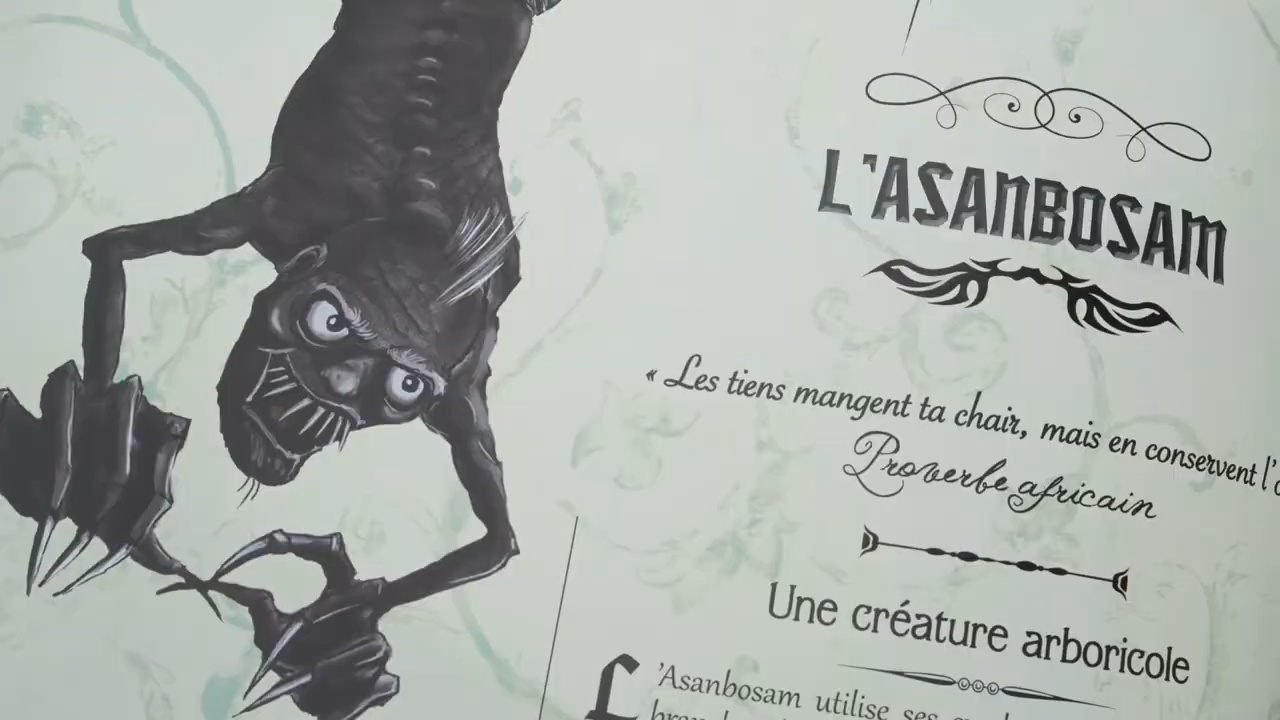 L'ASANBOSAM
« Les tiens mangent ta chair, mais en conservent
Proverbe africain
Une créature arboricole
L'Asanbosam utilise ses